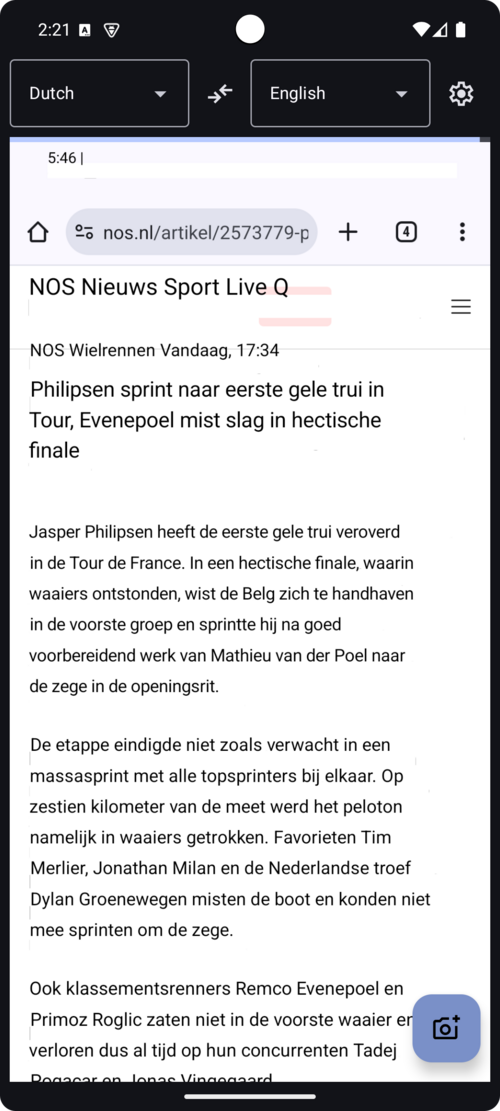 2:21
Dutch
English
5:46 |
nos.nl/artikel/2573779-p
4
NOS Nieuws Sport Live Q
NOS Wielrennen Vandaag, 17:34
Philipsen sprint naar eerste gele trui in
Tour, Evenepoel mist slag in hectische
finale
Jasper Philipsen heeft de eerste gele trui veroverd
in de Tour de France. In een hectische finale, waarin
waaiers ontstonden, wist de Belg zich te handhaven
in de voorste groep en sprintte hij na goed
voorbereidend werk van Mathieu van der Poel naar
de zege in de openingsrit.
De etappe eindigde niet zoals verwacht in een
massasprint met alle topsprinters bij elkaar. Op
zestien kilometer van de meet werd het peloton
namelijk in waaiers getrokken. Favorieten Tim
Merlier, Jonathan Milan en de Nederlandse troef
Dylan Groenewegen misten de boot en konden niet
mee sprinten om de zege.
Ook klassementsrenners Remco Evenepoel en
Primoz Roglic zaten niet in de voorste waaier en
verloren dus al tijd op hun concurrenten Tadej
Pogacar en Jonas Vingegaard